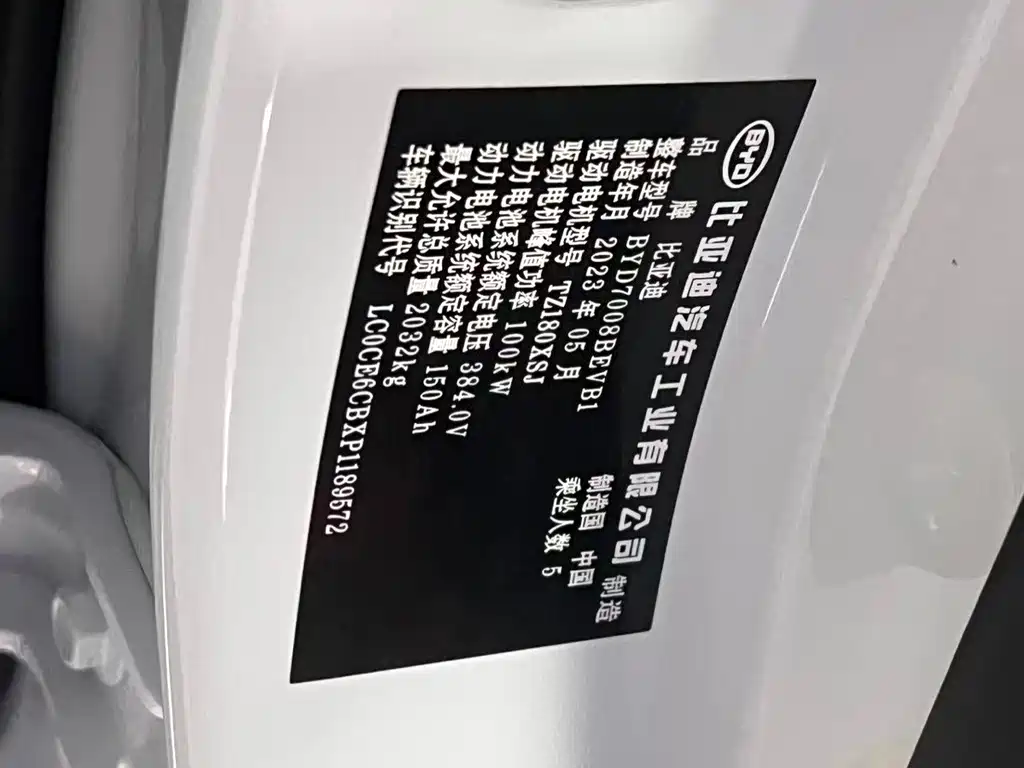 BYD 比亚迪汽车工业有限公司 制造
品 牌 比亚迪 制造国 中国
整车型号 BYD7008BEVB1 乘坐人数 5
制造年月 2023 年 05 月
驱动电机型号 TZ180XSJ
驱动电机峰值功率 100kW
动力电池系统额定电压 384.0V
动力电池系统额定容量 150Ah
最大允许总质量 2032kg
车辆识别代号 LC0CE6CBXP1189572